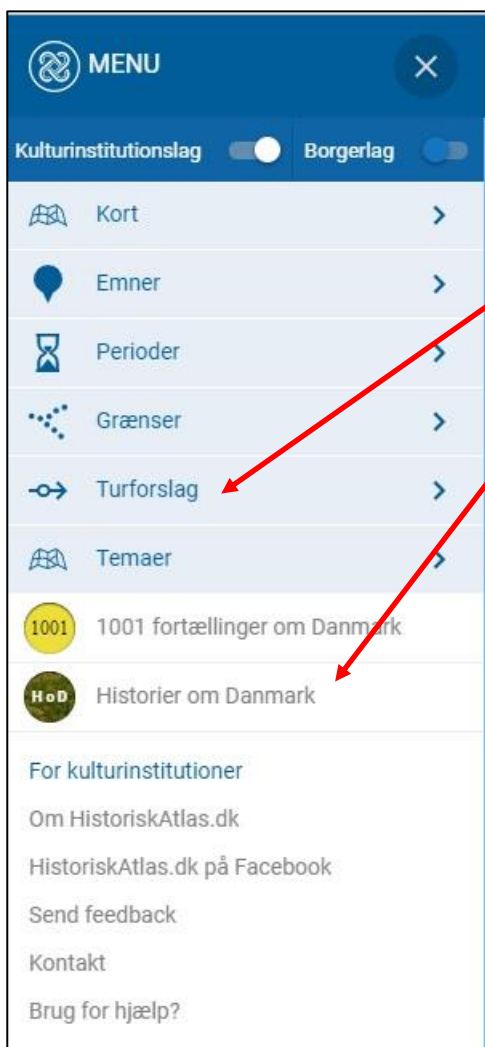 MENU
Kulturinstitutionslag Borgerlag
Kort
Emner
Perioder
Grænser
Turforslag
Temaer
1001 1001 fortællinger om Danmark
HoD Historier om Danmark
For kulturinstitutioner
Om HistoriskAtlas.dk
HistoriskAtlas.dk på Facebook
Send feedback
Kontakt
Brug for hjælp?